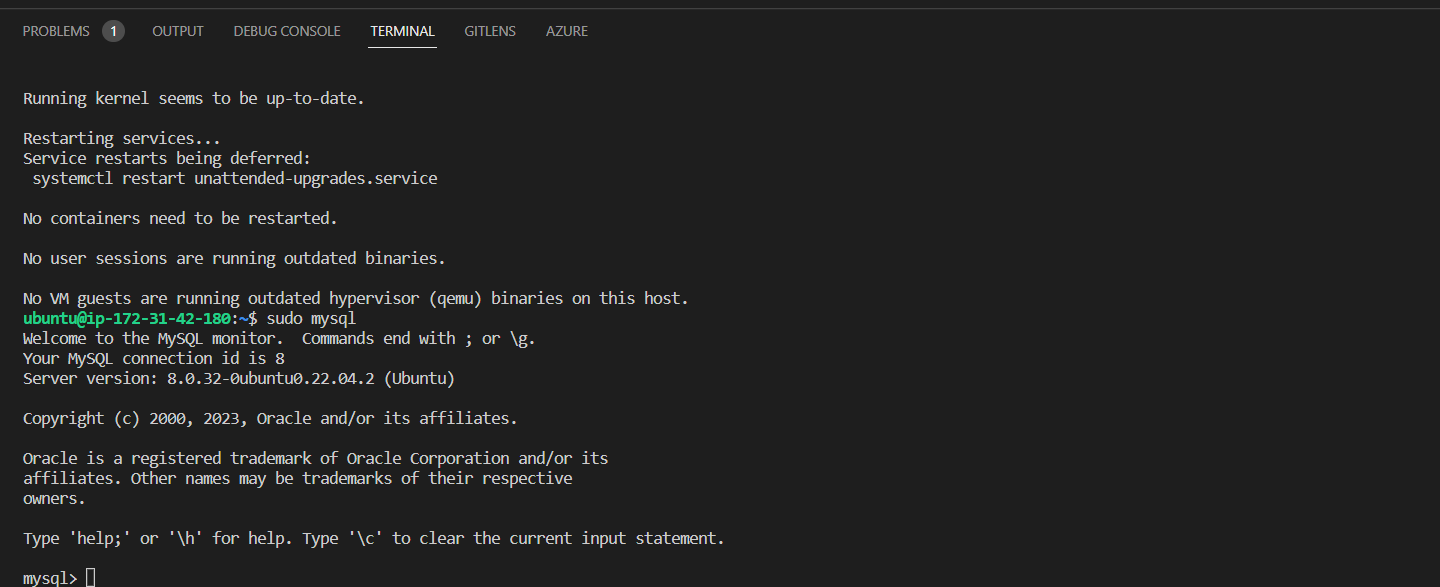 PROBLEMS 1 OUTPUT DEBUG CONSOLE TERMINAL GITLENS AZURE
Running kernel seems to be up-to-date.
Restarting services...
Service restarts being deferred:
 systemctl restart unattended-upgrades.service
No containers need to be restarted.
No user sessions are running outdated binaries.
No VM guests are running outdated hypervisor (qemu) binaries on this host.
ubuntu@ip-172-31-42-180:~$ sudo mysql
Welcome to the MySQL monitor.  Commands end with ; or \g.
Your MySQL connection id is 8
Server version: 8.0.32-0ubuntu0.22.04.2 (Ubuntu)
Copyright (c) 2000, 2023, Oracle and/or its affiliates.
Oracle is a registered trademark of Oracle Corporation and/or its
affiliates. Other names may be trademarks of their respective
owners.
Type 'help;' or '\h' for help. Type '\c' to clear the current input statement.
mysql>